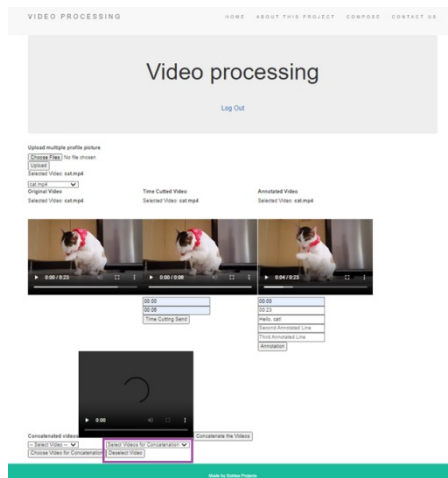 VIDEO PROCESSING HOME ABOUT THIS PROJECT COMPOSE CONTACT US
Video processing
Log Out
Upload multiple profile picture
Choose Files No file chosen
Upload
Selected Video: cat.mp4
cat.mp4
Original Video Time Cutted Video Annotated Video
Selected Video: cat.mp4 Selected Video: cat.mp4 Selected Video: cat.mp4
0:00 / 0:23 0:00 / 0:08 0:04 / 0:23
00:00 00:00
00:08 00:23
Time Cutting Send Hello, cat!
Second Annotated Line
Third Annotated Line
Annotation
0:00
Concatenated videos Concatenate the Videos
-- Select Video -- Select Videos for Concatenation
Choose Video for Concatenation Deselect Video